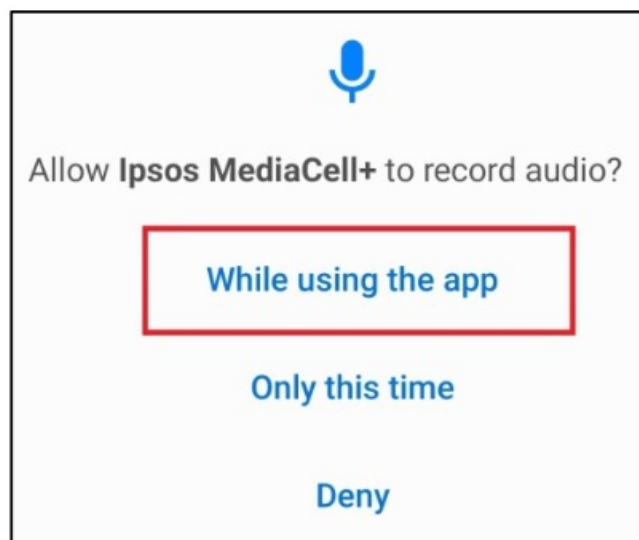 Allow Ipsos MediaCell+ to record audio?
While using the app
Only this time
Deny